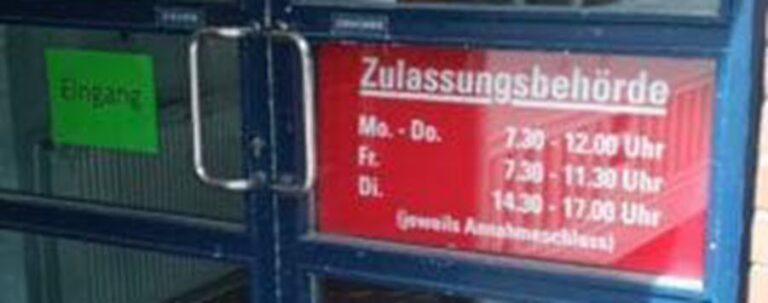 Eingang
Zulassungsbehörde
Mo. - Do. 7.30 - 12.00 Uhr
Fr. 7.30 - 11.30 Uhr
Di. 14.30 - 17.00 Uhr
(jeweils Annahmeschluss)